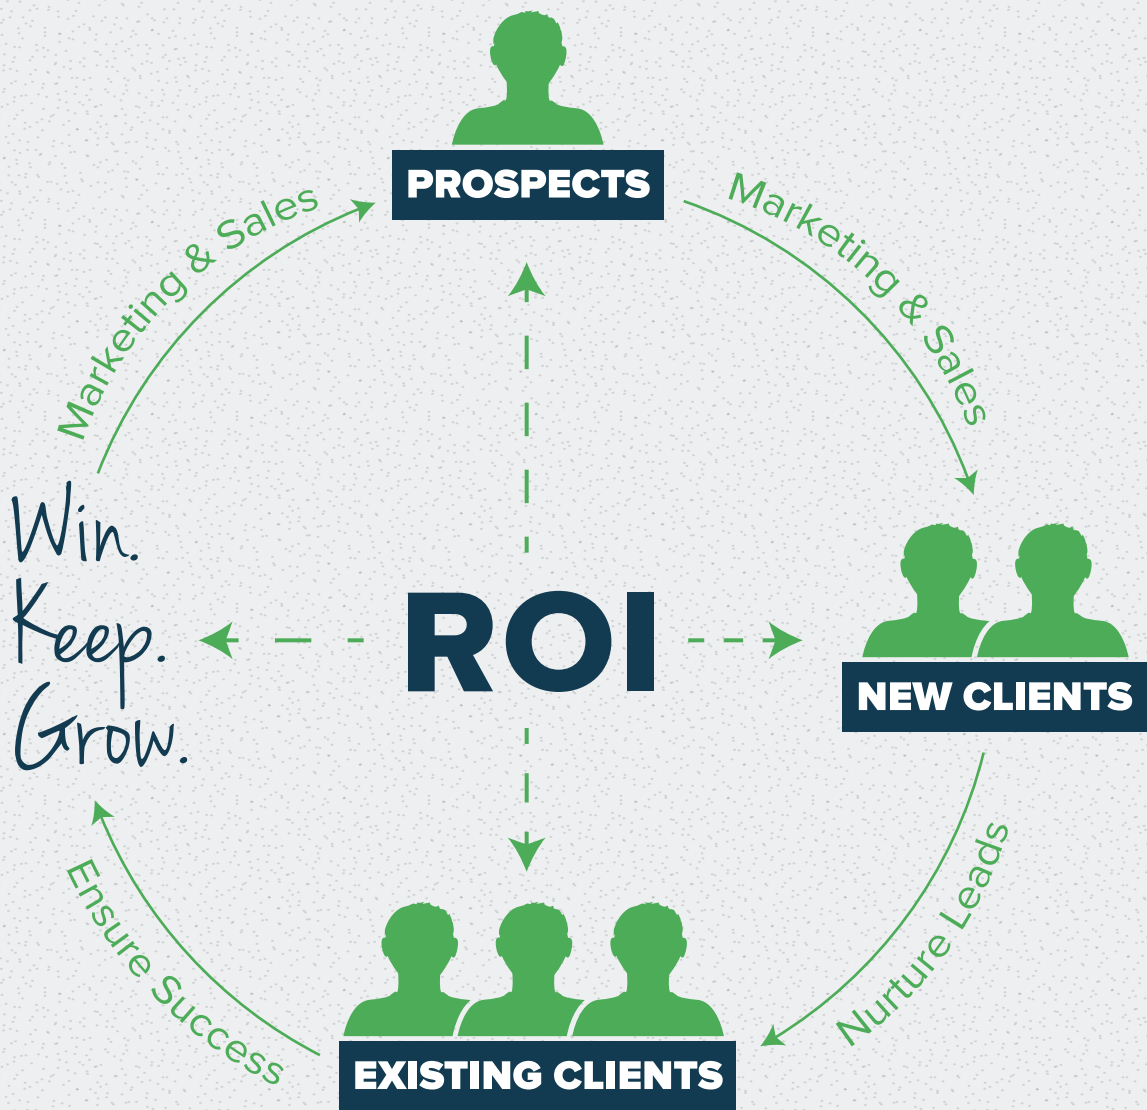 PROSPECTS
Marketing & Sales
Marketing & Sales
Win.
Keep.
Grow.
ROI
NEW CLIENTS
Ensure Success
Nurture Leads
EXISTING CLIENTS